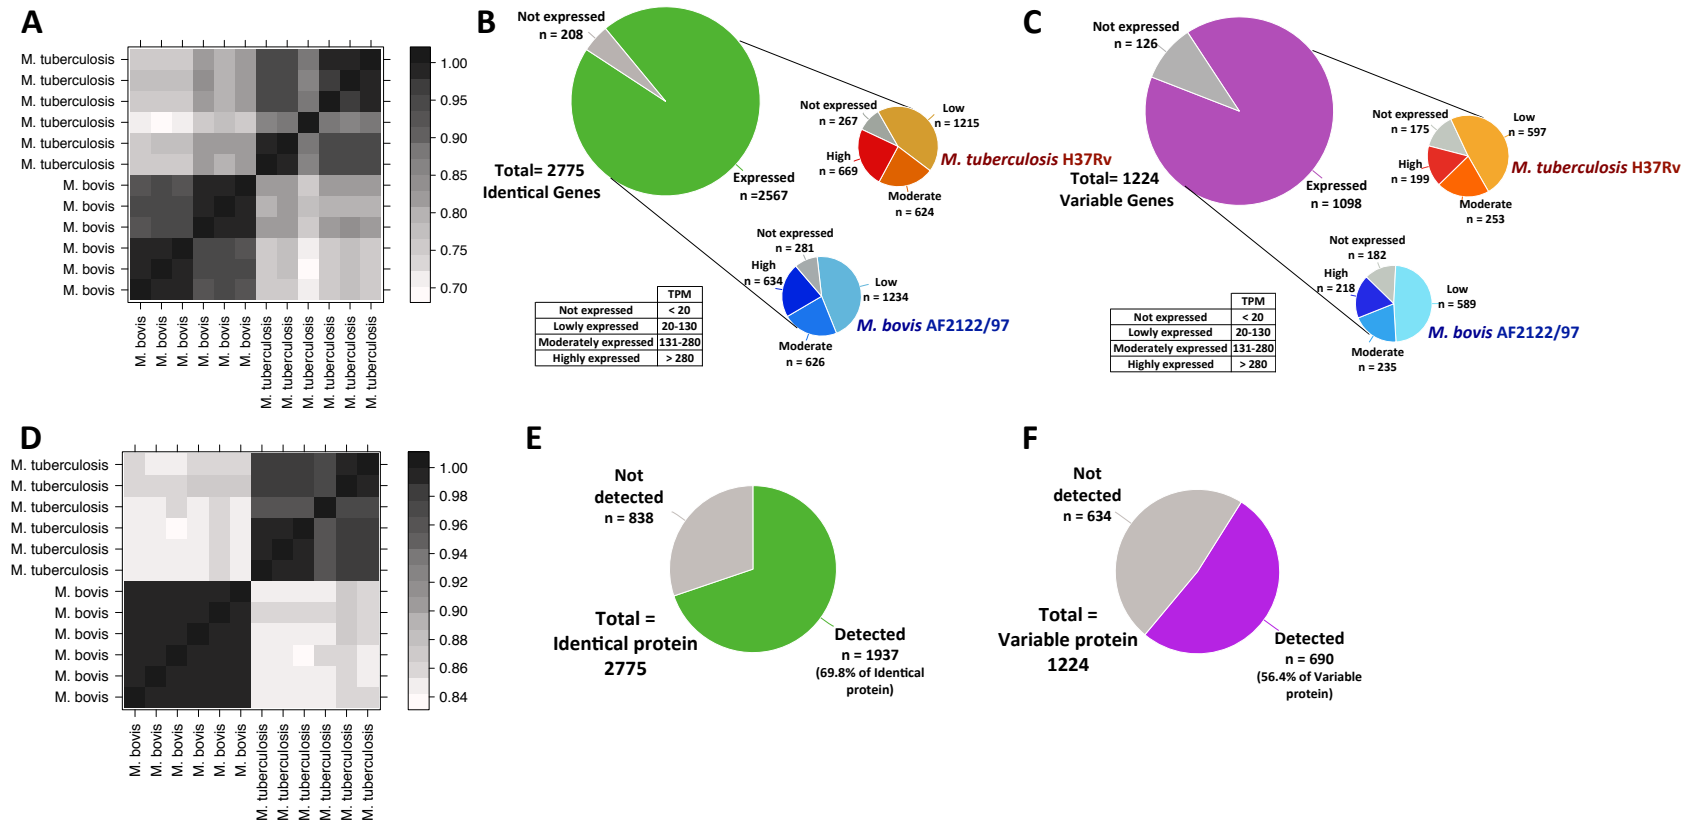 A
M. tuberculosis
M. tuberculosis
M. tuberculosis
M. tuberculosis
M. tuberculosis
M. tuberculosis
M. bovis
M. bovis
M. bovis
M. bovis
M. bovis
M. bovis
1.00
0.95
0.90
0.85
0.80
0.75
0.70
M. bovis
M. bovis
M. bovis
M. bovis
M. bovis
M. bovis
M. tuberculosis
M. tuberculosis
M. tuberculosis
M. tuberculosis
M. tuberculosis
M. tuberculosis
B
Not expressed
n = 208
Total= 2775
Identical Genes
Expressed
n =2567
Not expressed
n = 267
Low
n = 1215
High
n = 669
Moderate
n = 624
M. tuberculosis H37Rv
Not expressed
n = 281
High
n = 634
Low
n = 1234
Moderate
n = 626
M. bovis AF2122/97
TPM
Not expressed < 20
Lowly expressed 20-130
Moderately expressed 131-280
Highly expressed > 280
C
Not expressed
n = 126
Total= 1224
Variable Genes
Expressed
n = 1098
Not expressed
n = 175
Low
n = 597
High
n = 199
Moderate
n = 253
M. tuberculosis H37Rv
Not expressed
n = 182
High
n = 218
Low
n = 589
Moderate
n = 235
M. bovis AF2122/97
TPM
Not expressed < 20
Lowly expressed 20-130
Moderately expressed 131-280
Highly expressed > 280
D
M. tuberculosis
M. tuberculosis
M. tuberculosis
M. tuberculosis
M. tuberculosis
M. tuberculosis
M. bovis
M. bovis
M. bovis
M. bovis
M. bovis
M. bovis
1.00
0.98
0.96
0.94
0.92
0.90
0.88
0.86
0.84
M. bovis
M. bovis
M. bovis
M. bovis
M. bovis
M. bovis
M. tuberculosis
M. tuberculosis
M. tuberculosis
M. tuberculosis
M. tuberculosis
M. tuberculosis
E
Not
detected
n = 838
Total =
Identical protein
2775
Detected
n = 1937
(69.8% of Identical
protein)
F
Not
detected
n = 634
Total =
Variable protein
1224
Detected
n = 690
(56.4% of Variable
protein)